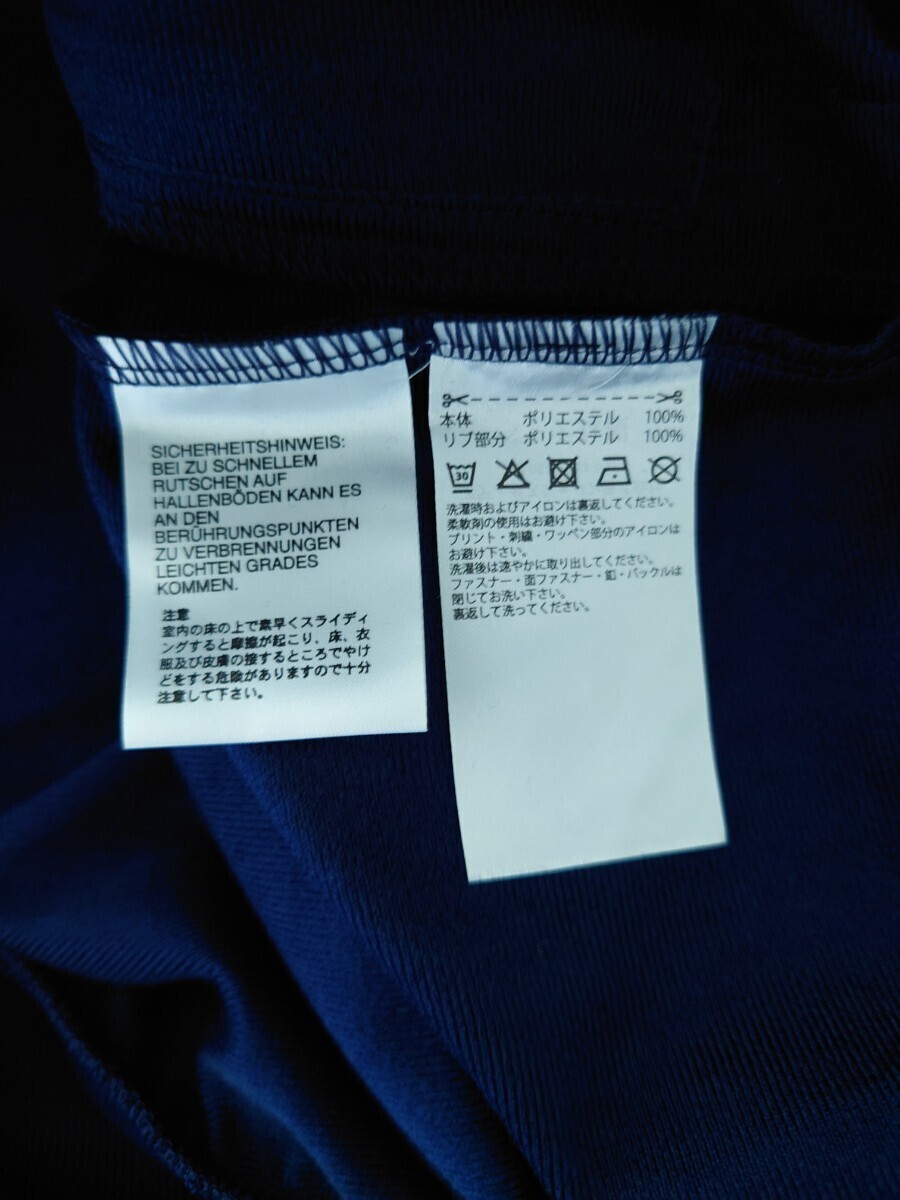 SICHERHEITSHINWEIS:
BEI ZU SCHNELLEM
RUTSCHEN AUF
HALLENBÖDEN KANN ES
AN DEN
BERÜHRUNGSPUNKTEN
ZU VERBRENNUNGEN
LEICHTEN GRADES
KOMMEN.
注意
室内の床の上で素早くスライディ
ングすると摩擦が起こり、床、衣
服及び皮膚の接するところでやけ
どをする危険がありますので十分
注意して下さい。
本体 ポリエステル 100%
リブ部分 ポリエステル 100%
30
洗濯時およびアイロンは裏返してください。
柔軟剤の使用はお避け下さい。
プリント・刺繍・ワッペン部分のアイロンは
お避け下さい。
洗濯後は速やかに取り出してください。
ファスナー・面ファスナー・釦・バックルは
閉じてお洗い下さい。
裏返して洗ってください。